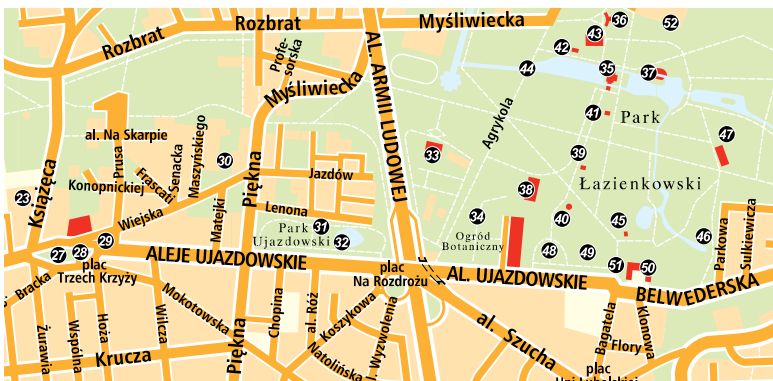 Rozbrat
Rozbrat
Myśliwiecka
36
52
43
42
44
35
37
Profe-
sorska
Myśliwiecka
AL. ARMII LUDOWEJ
Agrykola
41
Park
47
al. Na Skarpie
Prusa
Frascati
Senacka
Maszyńskiego
30
Piękna
33
39
Konopnickiej
Jazdów
38
Łazienkowski
23
Książęca
Wiejska
Matejki
Lenona
31
Park
Ujazdowski
32
34
Ogród
Botaniczny
40
45
46
Parkowa
Sulkiewicza
27
28
29
ALEJE UJAZDOWSKIE
48
49
51
50
plac
Trzech Krzyży
plac
Na Rozdrożu
AL. UJAZDOWSKIE
BELWEDERSKA
Bracka
Żurawia
Wspólna
Hoża
Wilcza
Mokotowska
Piękna
Chopina
al. Róż
Koszykowa
Natolińska
l. Wyzwolenia
al. Szucha
Bagatela
Klonowa
Flory
Krucza
plac
Unii Lubelskiej